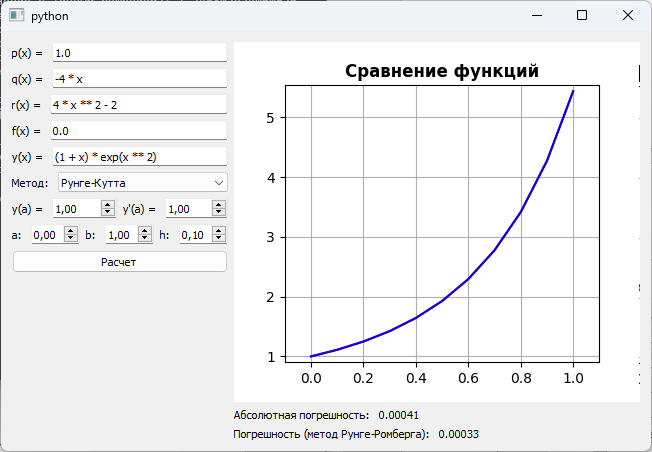 python
p(x) = 1.0
q(x) = -4 * x
r(x) = 4 * x ** 2 - 2
f(x) = 0.0
y(x) = (1 + x) * exp(x ** 2)
Метод: Рунге-Кутта
y(a) = 1,00 y'(a) = 1,00
a: 0,00 b: 1,00 h: 0,10
Расчет
Сравнение функций
5
4
3
2
1
0.0 0.2 0.4 0.6 0.8 1.0
Абсолютная погрешность: 0.00041
Погрешность (метод Рунге-Ромберга): 0.00033